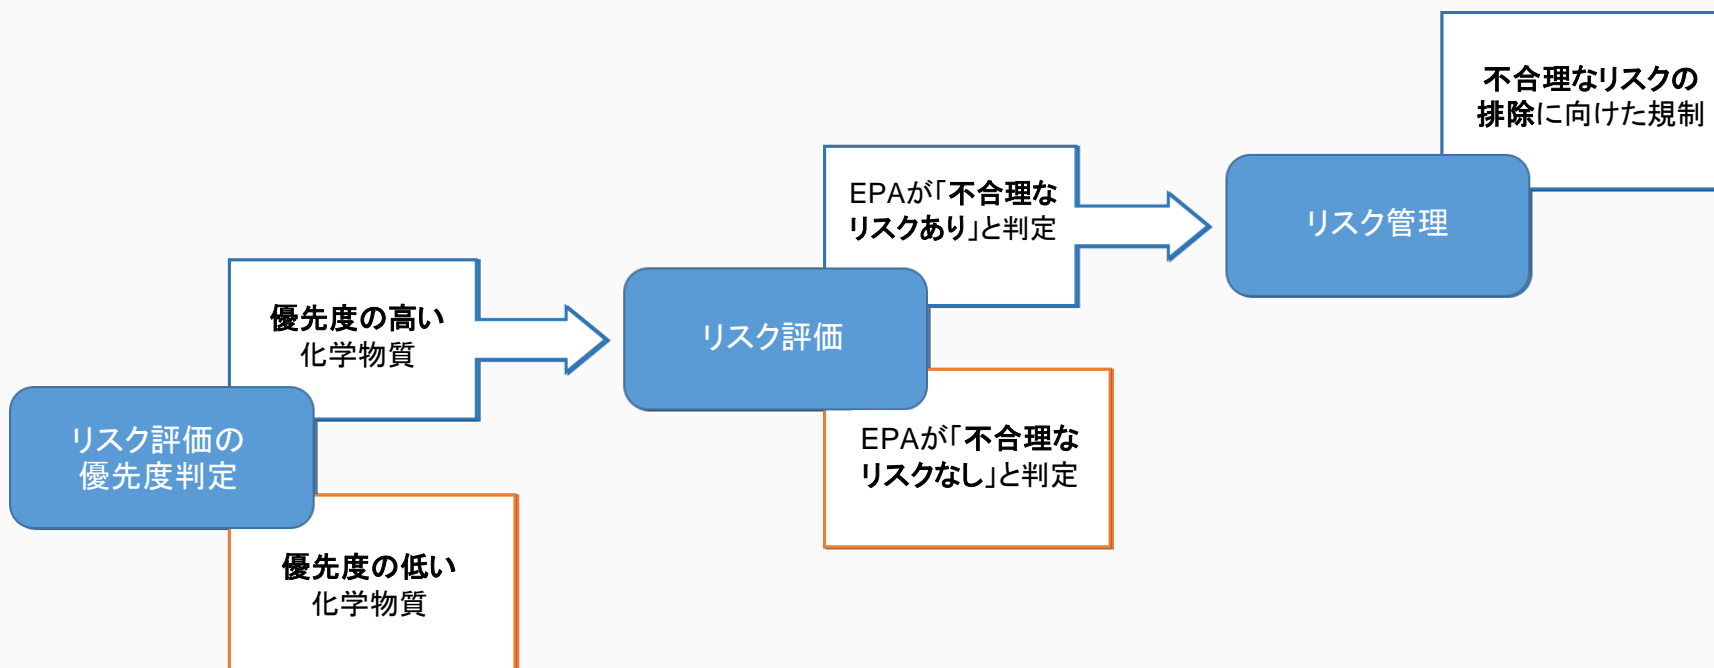 リスク評価の
優先度判定
優先度の高い
化学物質
優先度の低い
化学物質
リスク評価
EPAが「不合理な
リスクあり」と判定
EPAが「不合理な
リスクなし」と判定
リスク管理
不合理なリスクの
排除に向けた規制